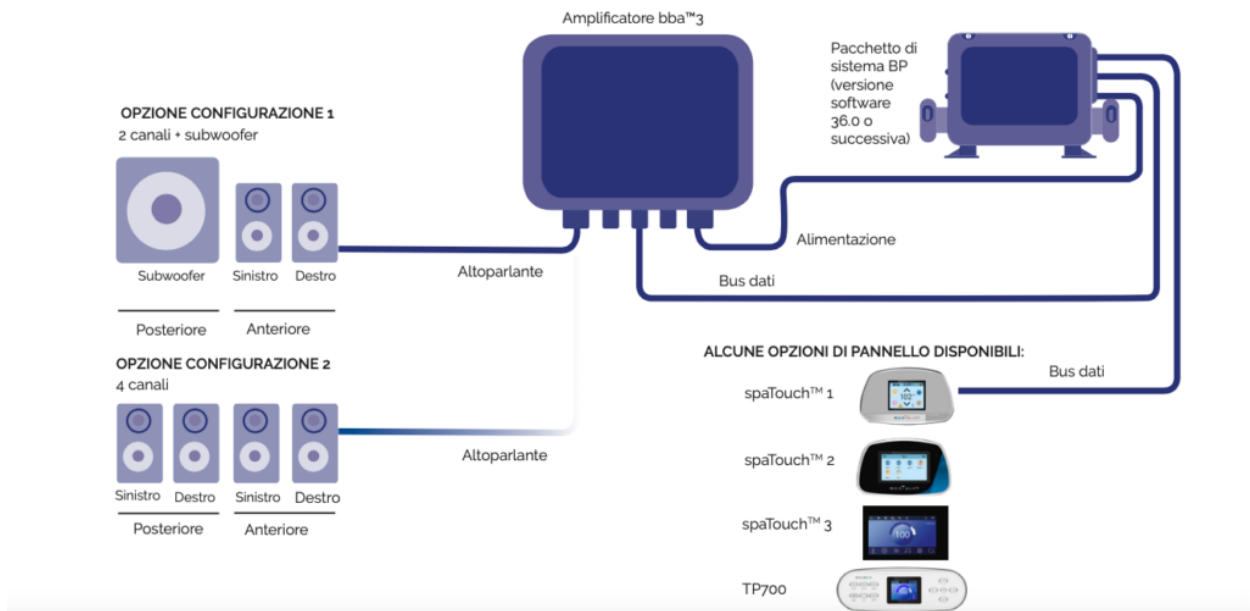 Amplificatore bba™3
Pacchetto di
sistema BP
(versione
software
36.0 o
successiva)
OPZIONE CONFIGURAZIONE 1
2 canali + subwoofer
Subwoofer
Sinistro
Destro
Posteriore
Anteriore
Altoparlante
Alimentazione
Bus dati
OPZIONE CONFIGURAZIONE 2
4 canali
Sinistro
Destro
Sinistro
Destro
Posteriore
Anteriore
Altoparlante
ALCUNE OPZIONI DI PANNELLO DISPONIBILI:
Bus dati
spaTouch™ 1
102°
spaTouch™ 2
spaTouch™ 3
100
TP700